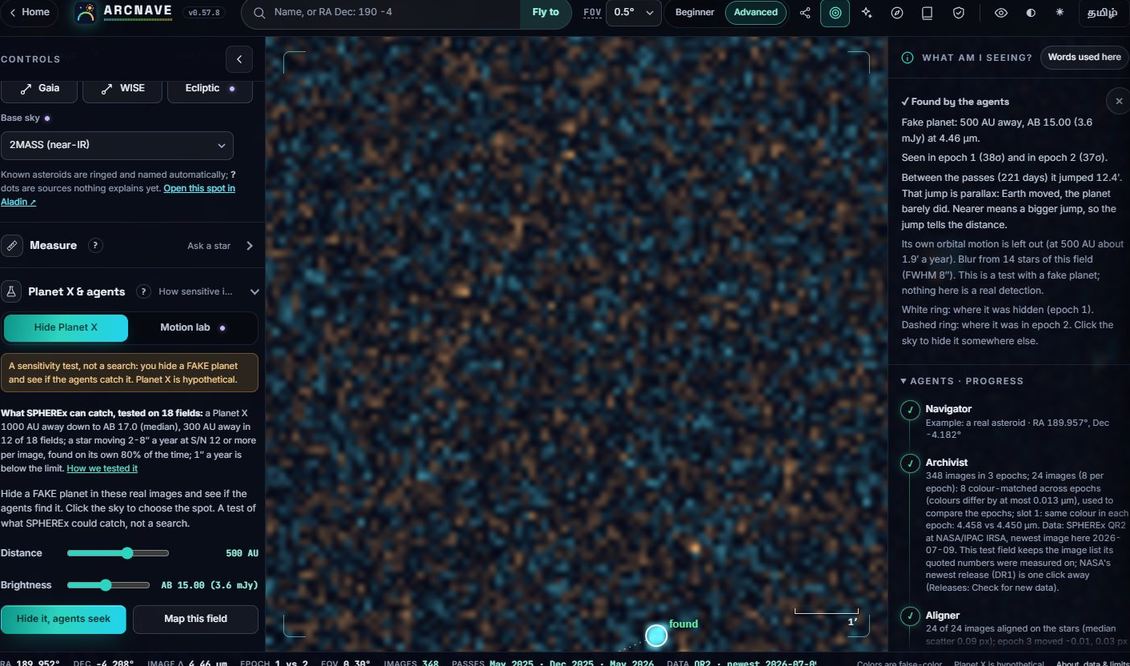 Home
ARCNAVE
v0.57.8
Name, or RA Dec: 190 -4
Fly to
FOV
0.5°
Beginner
Advanced
தமிழ்
CONTROLS
Gaia
WISE
Ecliptic
Base sky
2MASS (near-IR)
Known asteroids are ringed and named automatically; ?
dots are sources nothing explains yet. Open this spot in
Aladin ↗
Measure
?
Ask a star
Planet X & agents
?
How sensitive i...
Hide Planet X
Motion lab
A sensitivity test, not a search: you hide a FAKE planet
and see if the agents catch it. Planet X is hypothetical.
What SPHEREx can catch, tested on 18 fields: a Planet X
1000 AU away down to AB 17.0 (median), 300 AU away in
12 of 18 fields; a star moving 2–8″ a year at S/N 12 or more
per image, found on its own 80% of the time; 1″ a year is
below the limit. How we tested it
Hide a FAKE planet in these real images and see if the
agents find it. Click the sky to choose the spot. A test of
what SPHEREx could catch, not a search.
Distance
500 AU
Brightness
AB 15.00 (3.6 mJy)
Hide it, agents seek
Map this field
found
1′
WHAT AM I SEEING?
Words used here
✓ Found by the agents
Fake planet: 500 AU away, AB 15.00 (3.6
mJy) at 4.46 µm.
Seen in epoch 1 (38σ) and in epoch 2 (37σ).
Between the passes (221 days) it jumped 12.4′.
That jump is parallax: Earth moved, the planet
barely did. Nearer means a bigger jump, so the
jump tells the distance.
Its own orbital motion is left out (at 500 AU about
1.9′ a year). Blur from 14 stars of this field
(FWHM 8″). This is a test with a fake planet;
nothing here is a real detection.
White ring: where it was hidden (epoch 1).
Dashed ring: where it was in epoch 2. Click the
sky to hide it somewhere else.
▾ AGENTS · PROGRESS
Navigator
Example: a real asteroid · RA 189.957°, Dec
-4.182°
Archivist
348 images in 3 epochs; 24 images (8 per
epoch): 8 colour-matched across epochs
(colours differ by at most 0.013 µm), used to
compare the epochs; slot 1: same colour in each
epoch: 4.458 vs 4.450 µm. Data: SPHEREx QR2
at NASA/IPAC IRSA, newest image here 2026-
07-09. This test field keeps the image list its
quoted numbers were measured on; NASA's
newest release (DR1) is one click away
(Releases: Check for new data).
Aligner
24 of 24 images aligned on the stars (median
scatter 0.09 px); epoch 3 moved -0.01, 0.03 px
RA 189.952° DEC -4.208° IMAGE λ 4.46 µm EPOCH 1 vs 2 FOV 0.30° IMAGES 348 PASSES May 2025 · Dec 2025 · May 2026 DATA QR2 · newest 2026-07-0
Colors are false-color Planet X is hypothetical About, data & limits